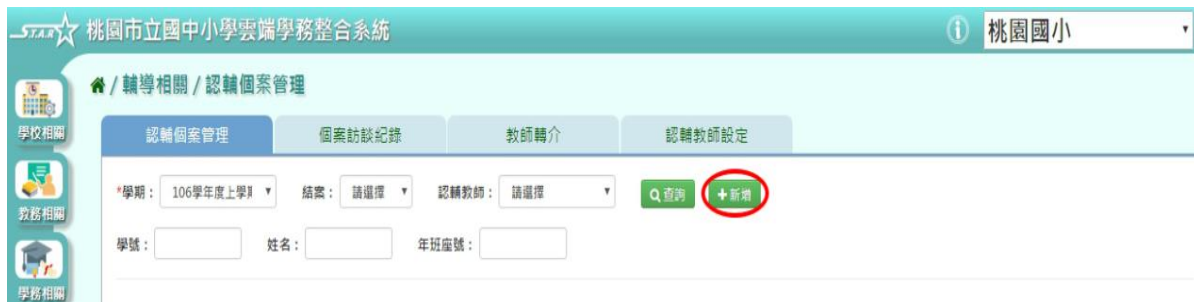 STAR 桃園市立國中小學雲端學務整合系統
桃園國小
/ 輔導相關 / 認輔個案管理
學校相關
認輔個案管理 個案訪談紀錄 教師轉介 認輔教師設定
教務相關
*學期： 106學年度上學期 結案： 請選擇 認輔教師： 請選擇 查詢 新增
學號： 姓名： 年班座號：
學務相關